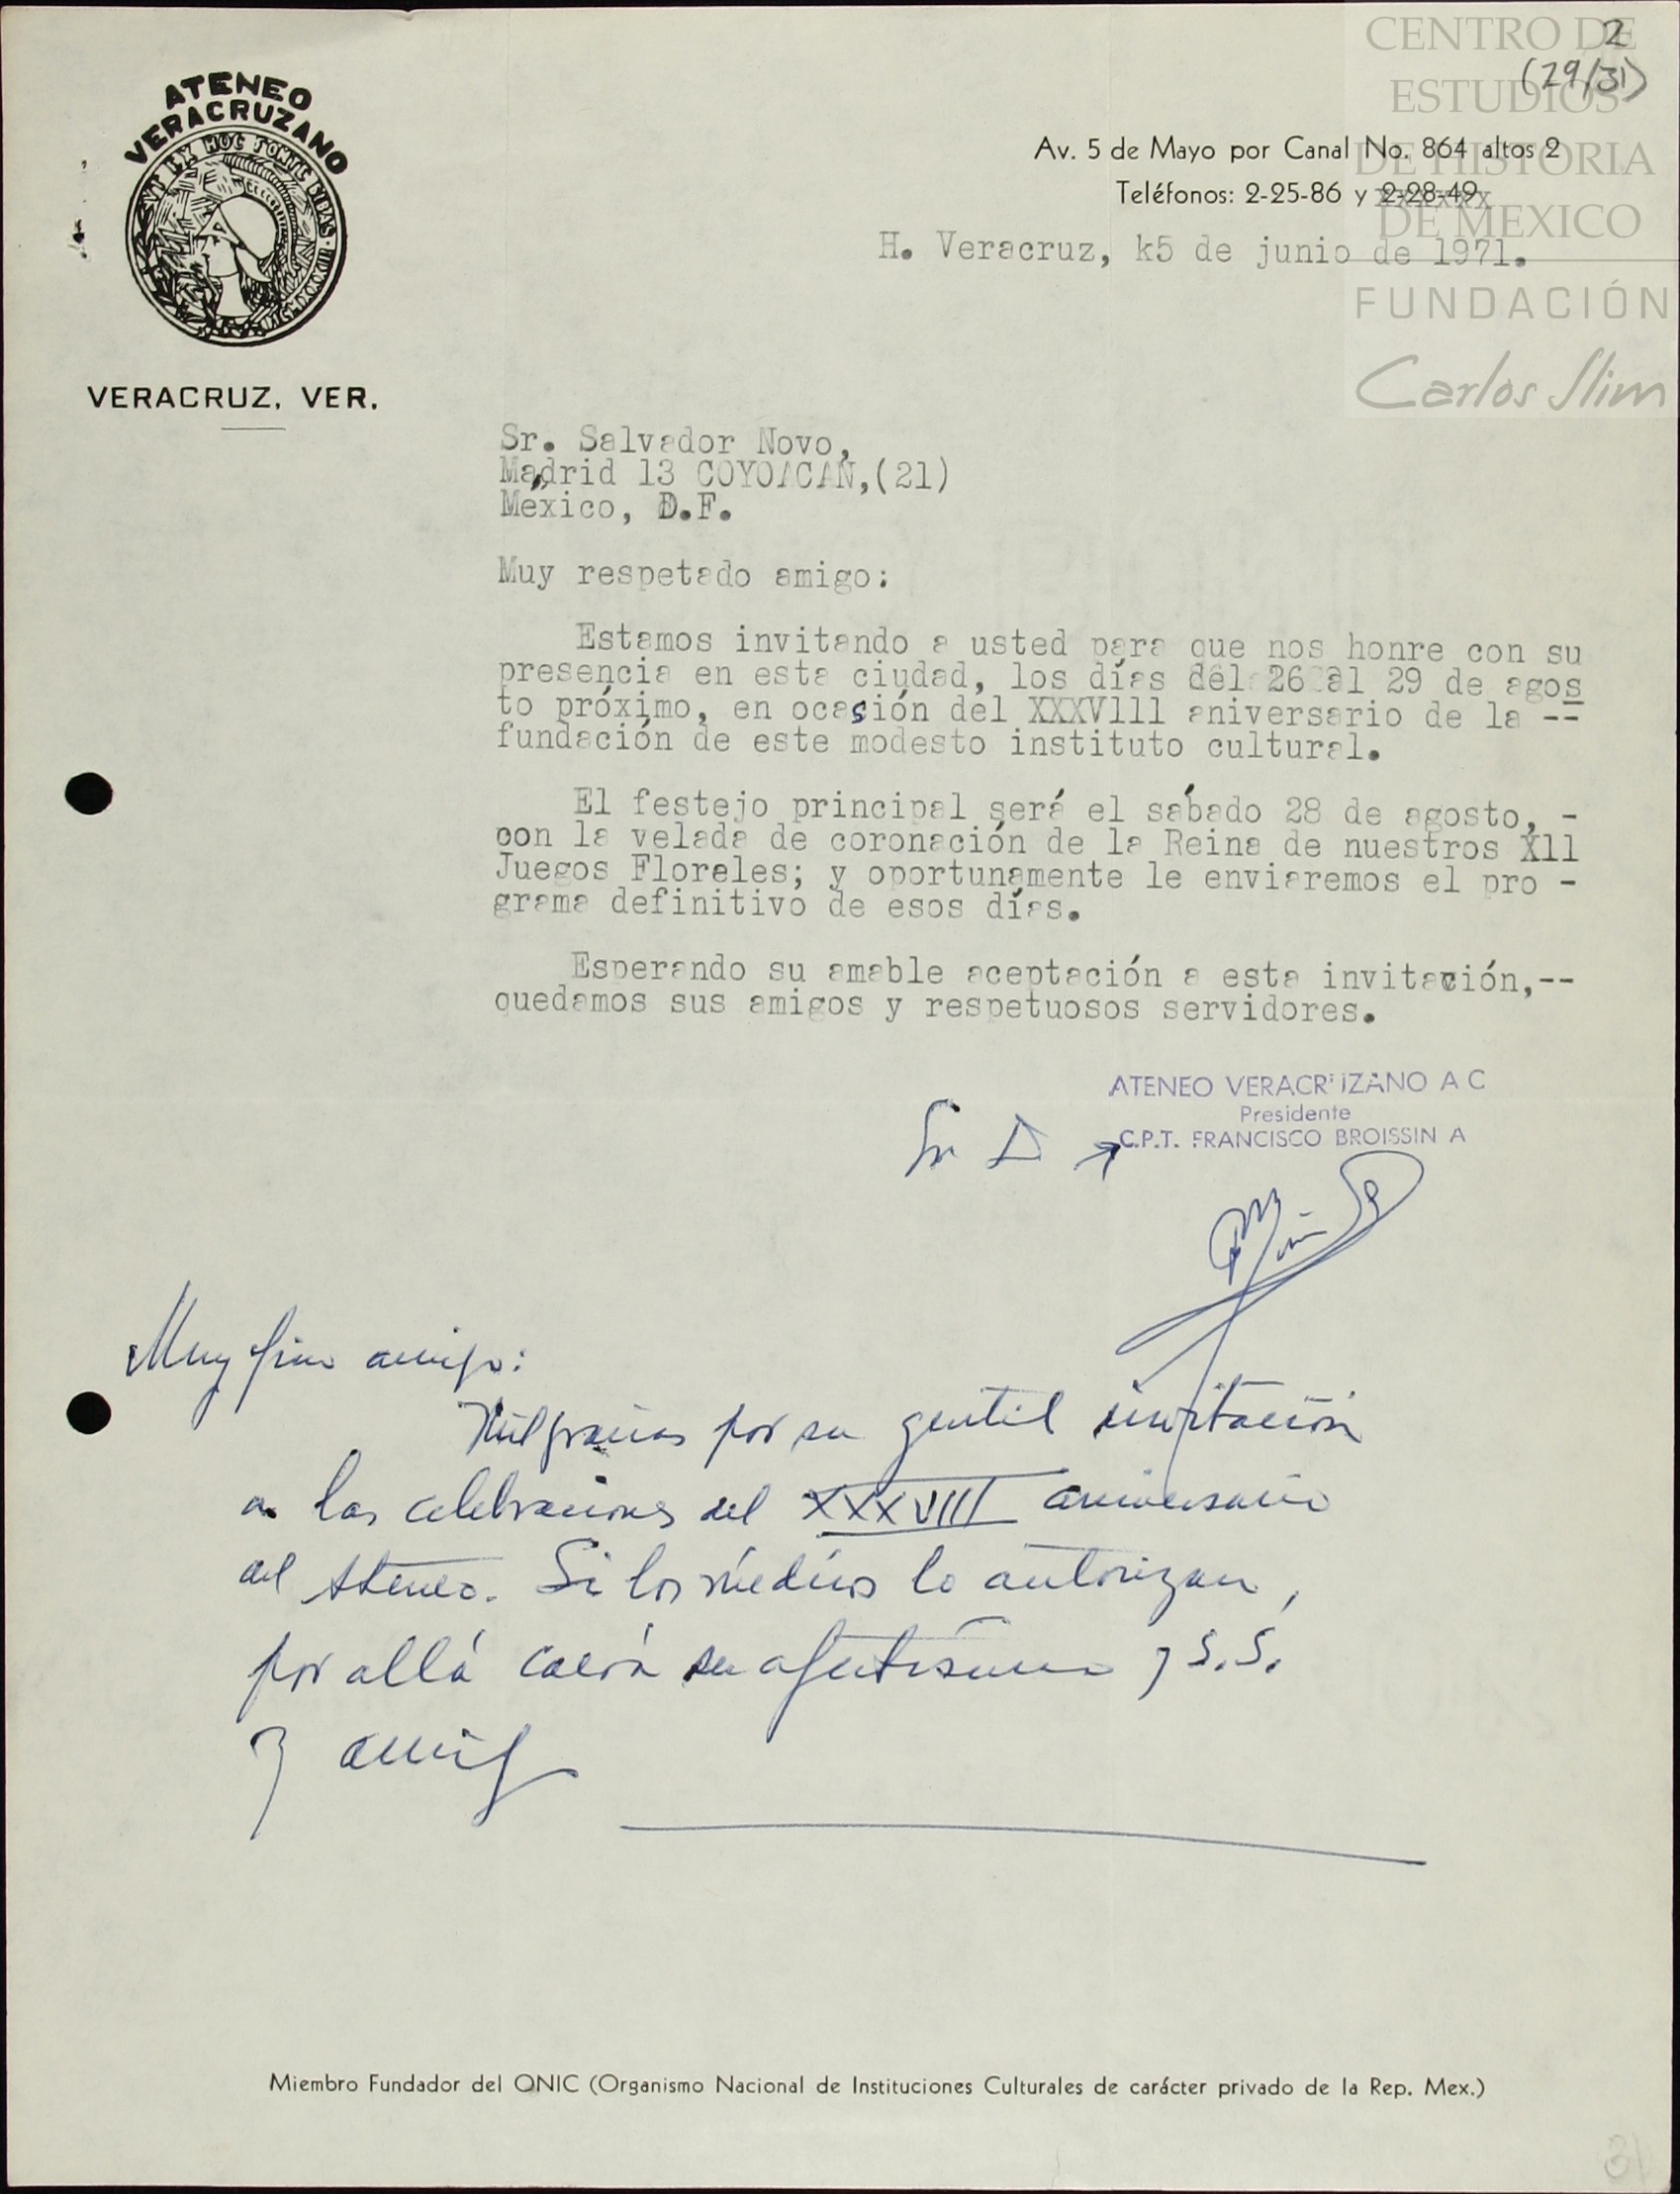 2
(29/31)
CENTRO DE
ESTUDIOS
DE HISTORIA
DE MEXICO
FUNDACIÓN
Carlos Slim
ATENEO
VERACRUZANO
VERACRUZ, VER.
Av. 5 de Mayo por Canal No. 864 altos 2
Teléfonos: 2-25-86 y 2-28-49
H. Veracruz, k5 de junio de 1971.
Sr. Salvador Novo,
Madrid 13 COYOACAN,(21)
México, D.F.
Muy respetado amigo:
Estamos invitando a usted para que nos honre con su
presencia en esta ciudad, los días del 26 al 29 de agos
to próximo, en ocasión del XXXVlll aniversario de la --
fundación de este modesto instituto cultural.
El festejo principal será el sábado 28 de agosto, -
con la velada de coronación de la Reina de nuestros Xll
Juegos Florales; y oportunamente le enviaremos el pro -
grama definitivo de esos días.
Esperando su amable aceptación a esta invitación,--
quedamos sus amigos y respetuosos servidores.
ATENEO VERACRUZANO A C
Presidente
C.P.T. FRANCISCO BROISSIN A
Sr D
Muy fino amigo:
Mil gracias por su gentil invitación
a las celebraciones del XXXVIII aniversario
del Ateneo. Si los médicos lo autorizan,
por allá caerá su afectísimo y S.S.
y amigo
Miembro Fundador del ONIC (Organismo Nacional de Instituciones Culturales de carácter privado de la Rep. Mex.)
31